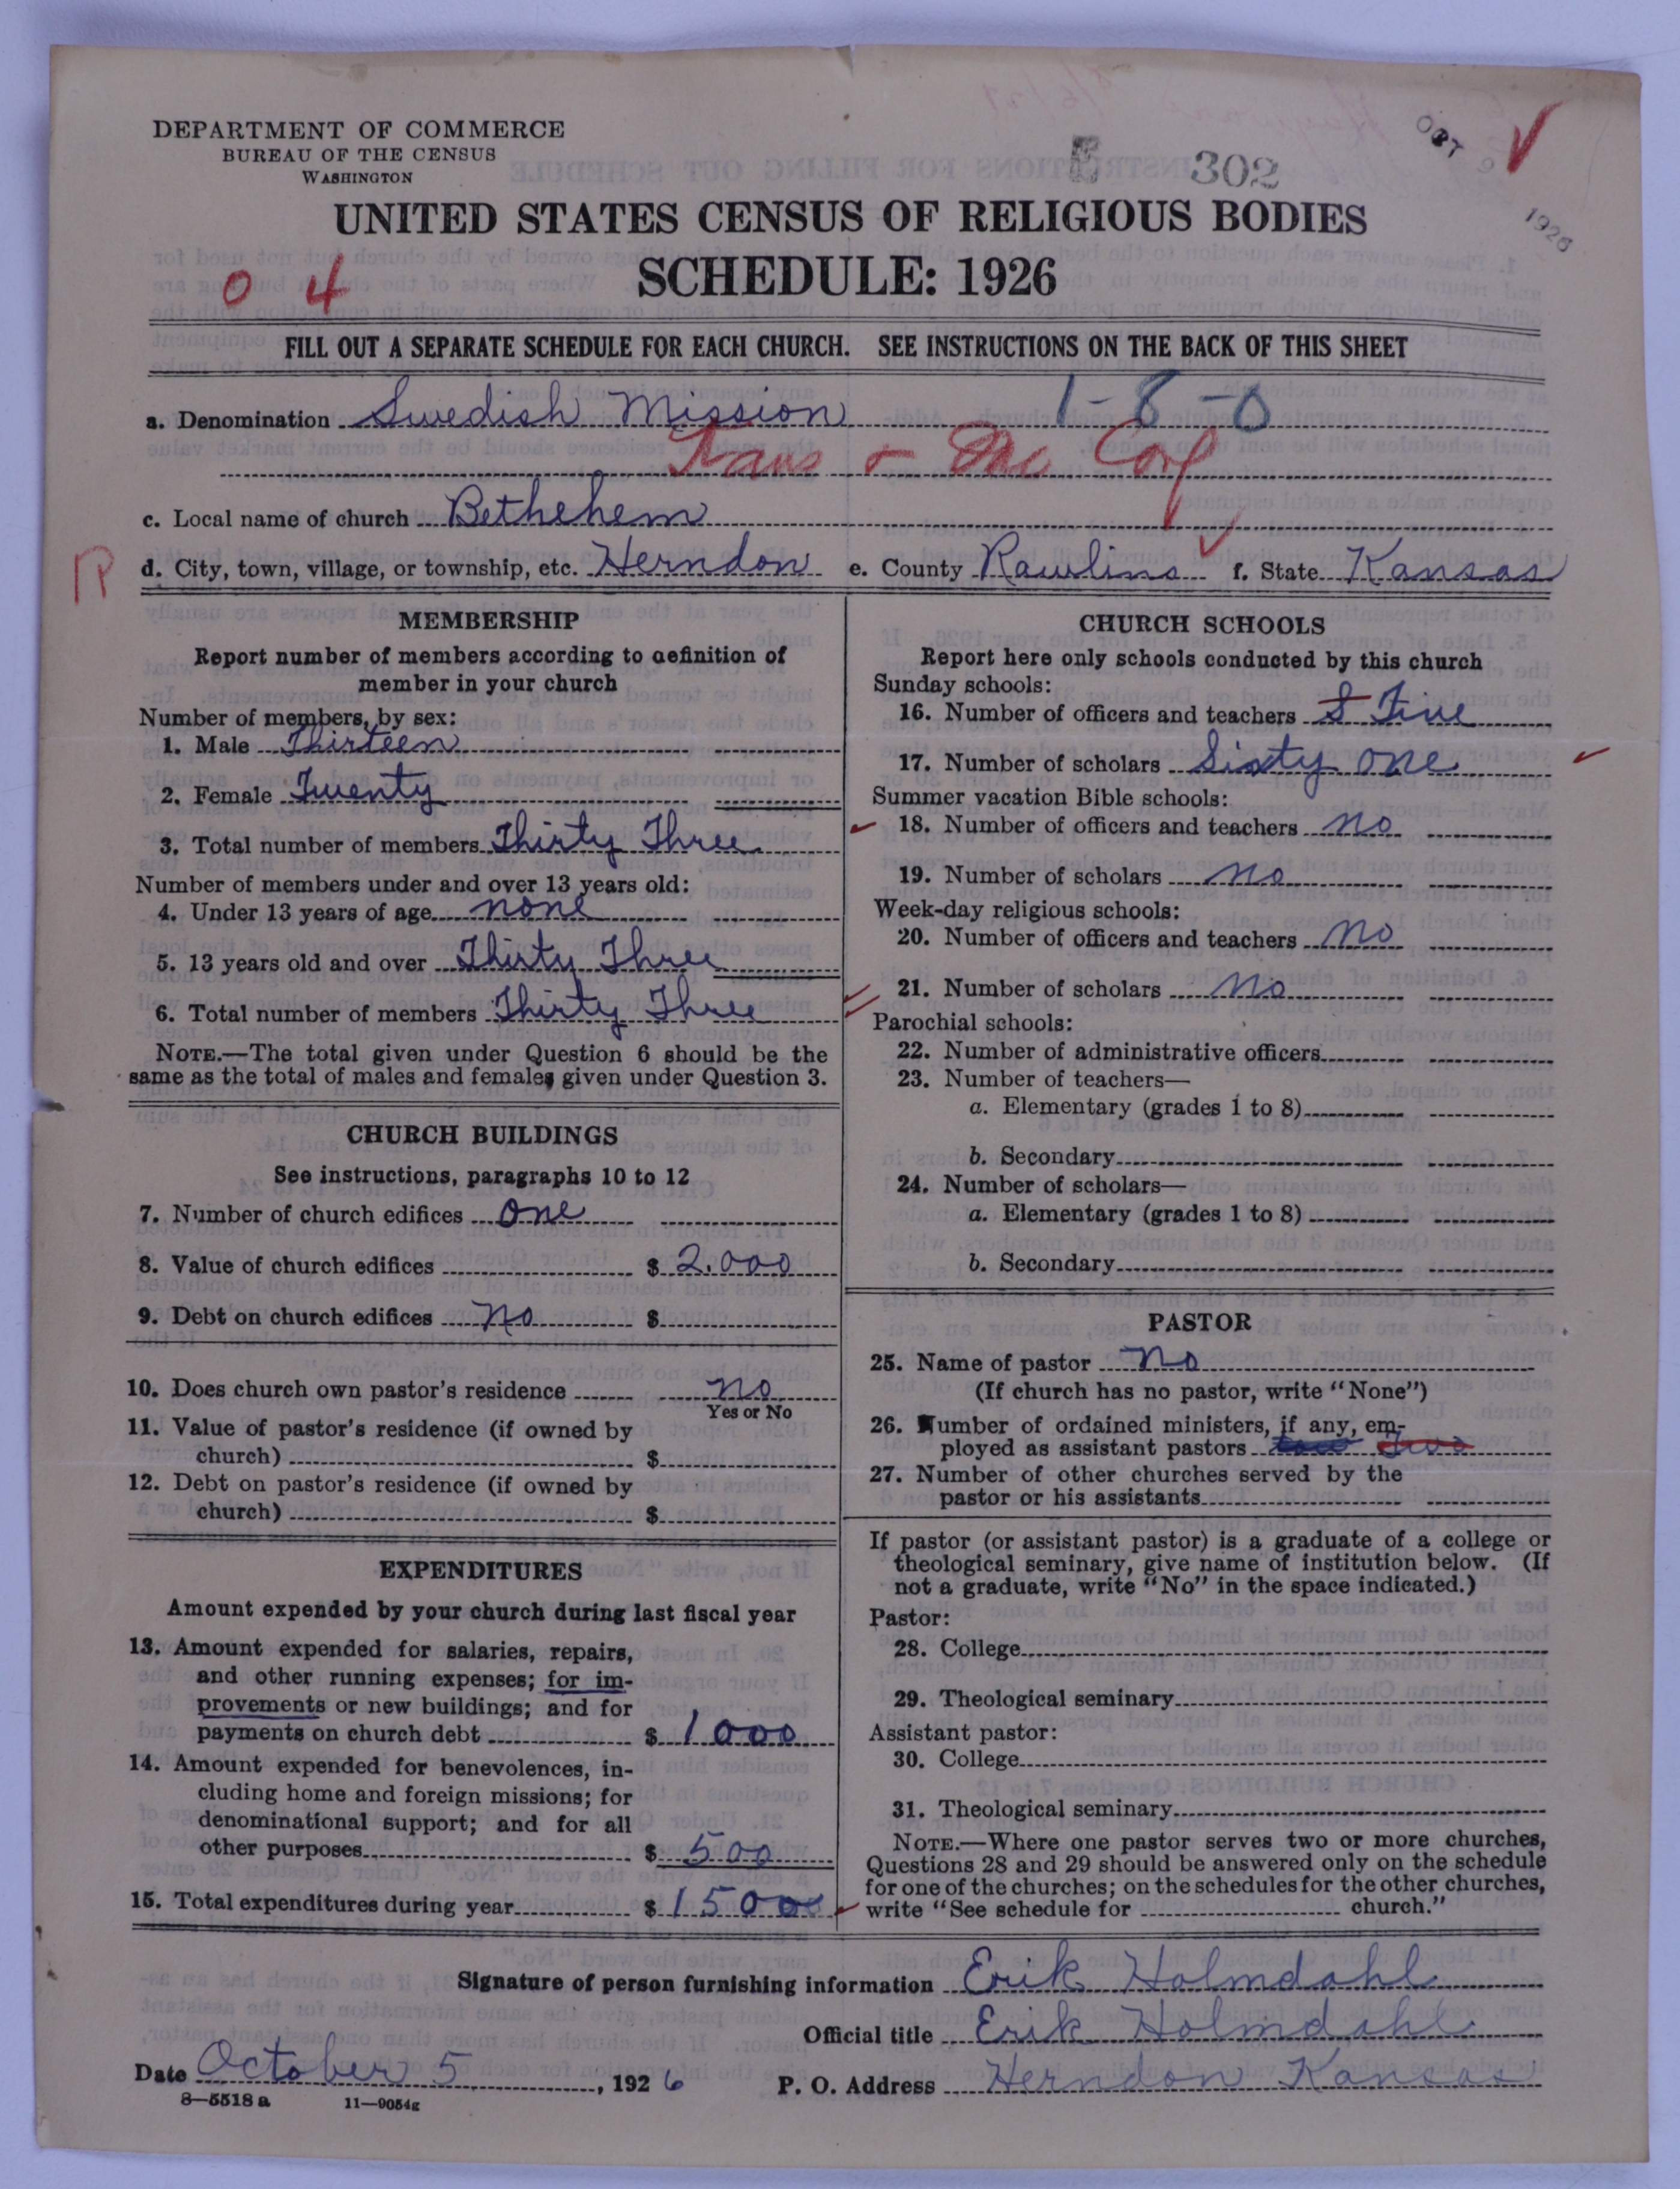 DEPARTMENT OF COMMERCE
BUREAU OF THE CENSUS
WASHINGTON
E 302
OCT 9 1926
UNITED STATES CENSUS OF RELIGIOUS BODIES
SCHEDULE: 1926
0 4
FILL OUT A SEPARATE SCHEDULE FOR EACH CHURCH. SEE INSTRUCTIONS ON THE BACK OF THIS SHEET
a. Denomination Swedish Mission 1-8-0
c. Local name of church Bethehem
d. City, town, village, or township, etc. Herndon e. County Rawlins f. State Kansas
MEMBERSHIP
Report number of members according to definition of
member in your church
Number of members, by sex:
1. Male Thirteen
2. Female Twenty
3. Total number of members Thirty Three
Number of members under and over 13 years old:
4. Under 13 years of age none
5. 13 years old and over Thirty Three
6. Total number of members Thirty Three
NOTE.—The total given under Question 6 should be the
same as the total of males and females given under Question 3.
CHURCH BUILDINGS
See instructions, paragraphs 10 to 12
7. Number of church edifices One
8. Value of church edifices $ 2.000
9. Debt on church edifices No $
10. Does church own pastor's residence no
Yes or No
11. Value of pastor's residence (if owned by
church) $
12. Debt on pastor's residence (if owned by
church) $
EXPENDITURES
Amount expended by your church during last fiscal year
13. Amount expended for salaries, repairs,
and other running expenses; for im-
provements or new buildings; and for
payments on church debt $ 1000
14. Amount expended for benevolences, in-
cluding home and foreign missions; for
denominational support; and for all
other purposes $ 500
15. Total expenditures during year $ 1500
CHURCH SCHOOLS
Report here only schools conducted by this church
Sunday schools:
16. Number of officers and teachers Five
17. Number of scholars Sixty one
Summer vacation Bible schools:
18. Number of officers and teachers no
19. Number of scholars no
Week-day religious schools:
20. Number of officers and teachers no
21. Number of scholars no
Parochial schools:
22. Number of administrative officers
23. Number of teachers—
a. Elementary (grades 1 to 8)
b. Secondary
24. Number of scholars—
a. Elementary (grades 1 to 8)
b. Secondary
PASTOR
25. Name of pastor no
(If church has no pastor, write "None")
26. Number of ordained ministers, if any, em-
ployed as assistant pastors two
27. Number of other churches served by the
pastor or his assistants
If pastor (or assistant pastor) is a graduate of a college or
theological seminary, give name of institution below. (If
not a graduate, write "No" in the space indicated.)
Pastor:
28. College
29. Theological seminary
Assistant pastor:
30. College
31. Theological seminary
NOTE.—Where one pastor serves two or more churches,
Questions 28 and 29 should be answered only on the schedule
for one of the churches; on the schedules for the other churches,
write "See schedule for church."
Signature of person furnishing information Erik Holmdahl
Official title Erik Holmdahl
Date October 5, 1926 P. O. Address Herndon Kansas
8—5518 a 11—9054g